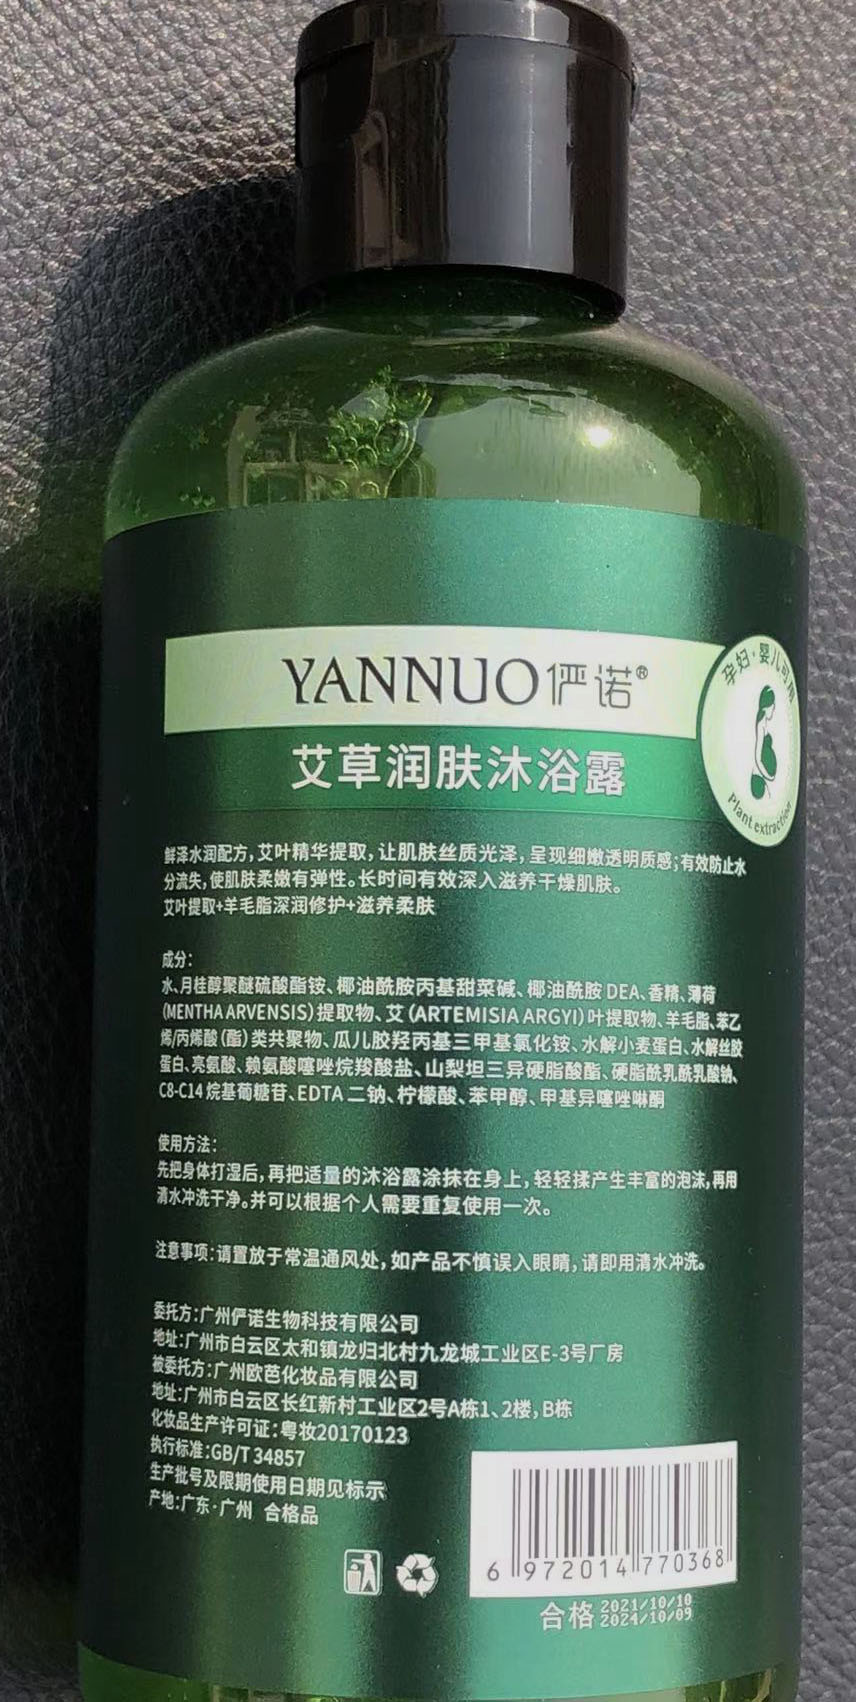 YANNUO俨诺®
孕妇·婴儿可用
Plant extraction
艾草润肤沐浴露
鲜泽水润配方,艾叶精华提取,让肌肤丝质光泽,呈现细嫩透明质感;有效防止水
分流失,使肌肤柔嫩有弹性。长时间有效深入滋养干燥肌肤。
艾叶提取+羊毛脂深润修护+滋养柔肤
成分:
水、月桂醇聚醚硫酸酯铵、椰油酰胺丙基甜菜碱、椰油酰胺 DEA、香精、薄荷
(MENTHA ARVENSIS)提取物、艾(ARTEMISIA ARGYI)叶提取物、羊毛脂、苯乙
烯/丙烯酸(酯)类共聚物、瓜儿胶羟丙基三甲基氯化铵、水解小麦蛋白、水解丝胶
蛋白、亮氨酸、赖氨酸噻唑烷羧酸盐、山梨坦三异硬脂酸酯、硬脂酰乳酰乳酸钠、
C8-C14 烷基葡糖苷、EDTA 二钠、柠檬酸、苯甲醇、甲基异噻唑啉酮
使用方法:
先把身体打湿后,再把适量的沐浴露涂抹在身上,轻轻揉产生丰富的泡沫,再用
清水冲洗干净。并可以根据个人需要重复使用一次。
注意事项:请置放于常温通风处,如产品不慎误入眼睛,请即用清水冲洗。
委托方:广州俨诺生物科技有限公司
地址:广州市白云区太和镇龙归北村九龙城工业区E-3号厂房
被委托方:广州欧芭化妆品有限公司
地址:广州市白云区长红新村工业区2号A栋1、2楼,B栋
化妆品生产许可证:粤妆20170123
执行标准:GB/T 34857
生产批号及限期使用日期见标示
产地:广东·广州 合格品
6 972014 770368
合格 2021/10/10
2024/10/09